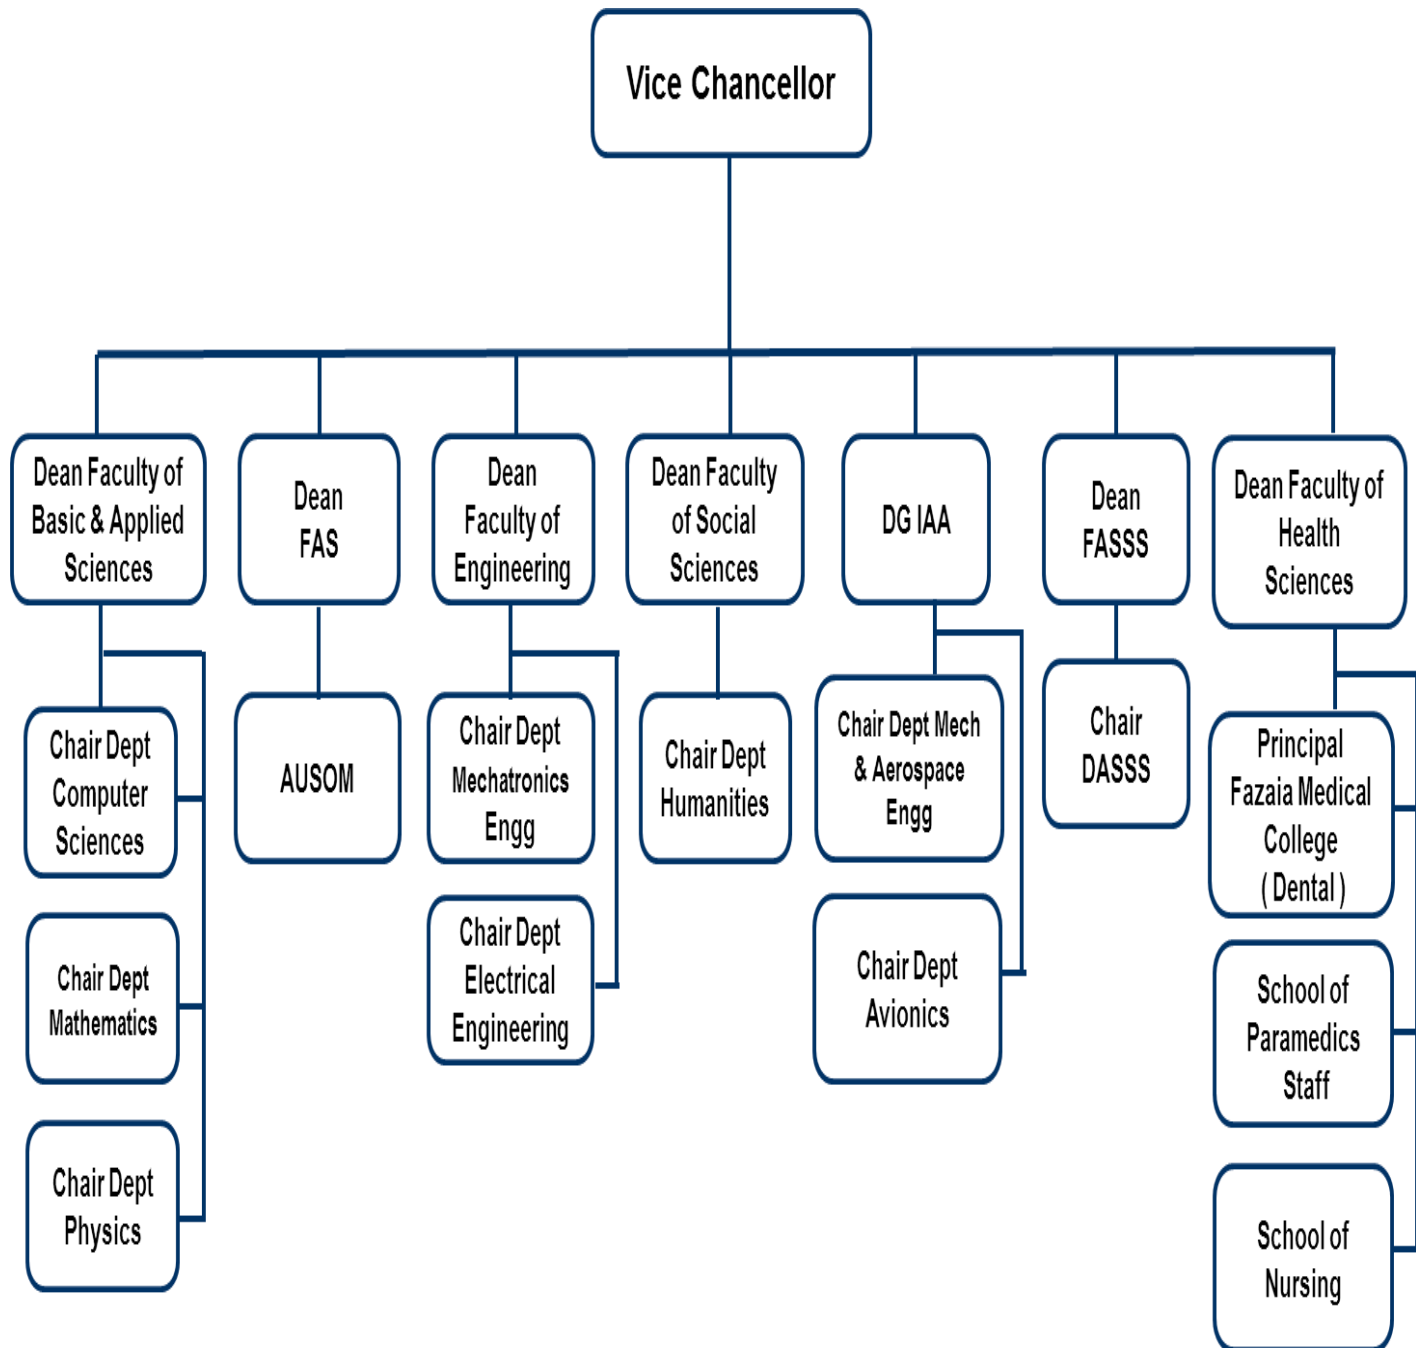 Vice Chancellor
Dean Faculty of
Basic & Applied
Sciences
Dean
FAS
Dean
Faculty of
Engineering
Dean Faculty
of Social
Sciences
DG IAA
Dean
FASSS
Dean Faculty of
Health
Sciences
Chair Dept
Computer
Sciences
AUSOM
Chair Dept
Mechatronics
Engg
Chair Dept
Humanities
Chair Dept Mech
& Aerospace
Engg
Chair
DASSS
Principal
Fazaia Medical
College
( Dental )
Chair Dept
Mathematics
Chair Dept
Electrical
Engineering
Chair Dept
Avionics
School of
Paramedics
Staff
Chair Dept
Physics
School of
Nursing